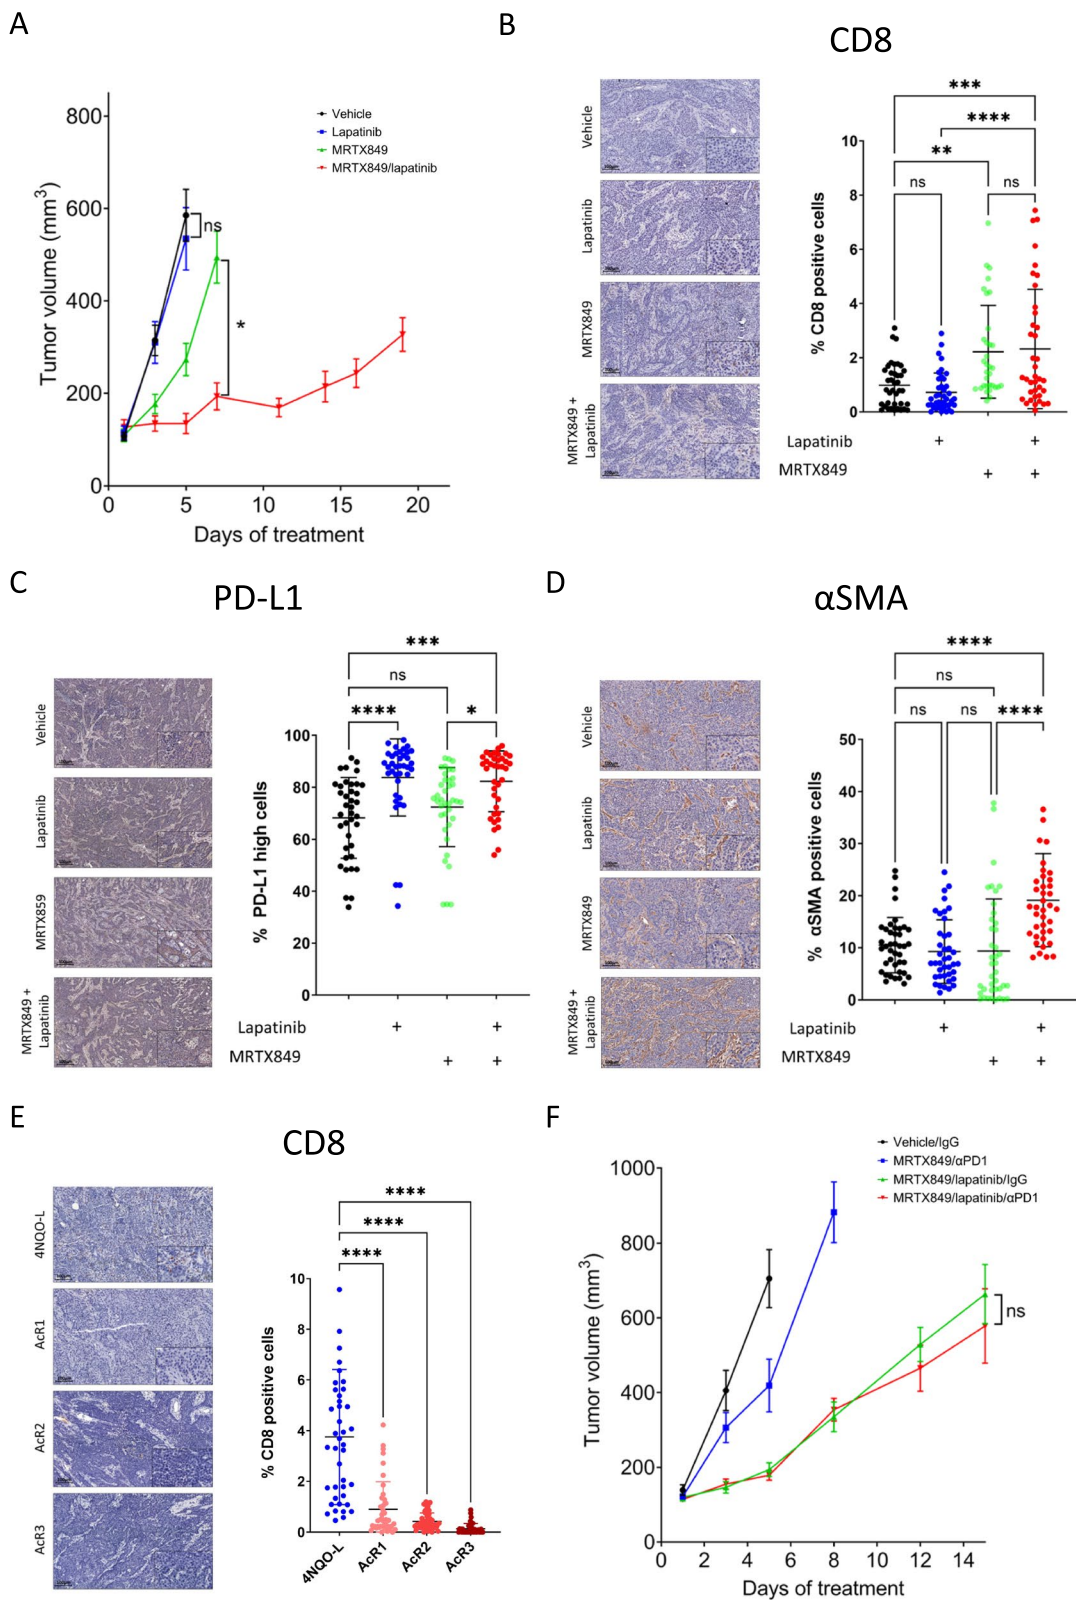 A
800
600
400
200
0
0 5 10 15 20
Tumor volume (mm³)
Days of treatment
Vehicle
Lapatinib
MRTX849
MRTX849/lapatinib
ns
*
B
CD8
Vehicle
Lapatinib
MRTX849
MRTX849 +
Lapatinib
***
****
**
ns
ns
10
8
6
4
2
0
% CD8 positive cells
Lapatinib + +
MRTX849 + +
C
PD-L1
Vehicle
Lapatinib
MRTX859
MRTX849 +
Lapatinib
***
ns
**** *
100
80
60
40
20
0
% PD-L1 high cells
Lapatinib + +
MRTX849 + +
D
αSMA
Vehicle
Lapatinib
MRTX849
MRTX849 +
Lapatinib
****
ns
ns ns ****
50
40
30
20
10
0
% αSMA positive cells
Lapatinib + +
MRTX849 + +
E
CD8
4NQO-L
AcR1
AcR2
AcR3
****
****
****
10
8
6
4
2
0
% CD8 positive cells
4NQO-L AcR1 AcR2 AcR3
F
Vehicle/IgG
MRTX849/αPD1
MRTX849/lapatinib/IgG
MRTX849/lapatinib/αPD1
1000
800
600
400
200
0
0 2 4 6 8 10 12 14
Tumor volume (mm³)
Days of treatment
ns